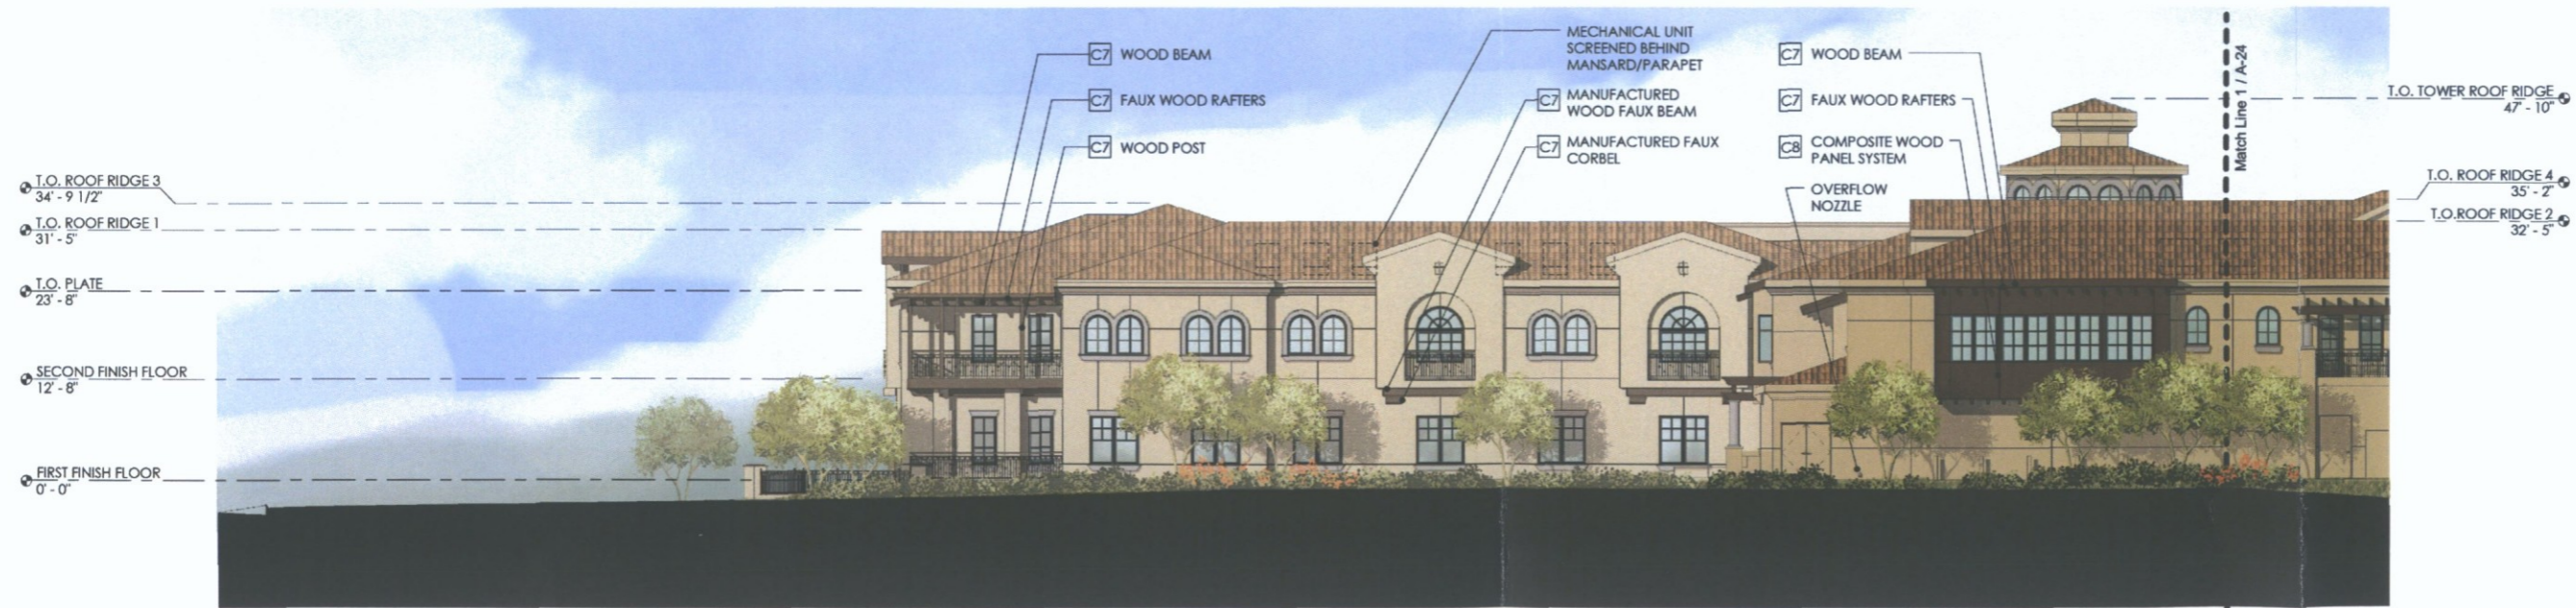 C7 WOOD BEAM
C7 FAUX WOOD RAFTERS
C7 WOOD POST
MECHANICAL UNIT
SCREENED BEHIND
MANSARD/PARAPET
C7 MANUFACTURED
WOOD FAUX BEAM
C7 MANUFACTURED FAUX
CORBEL
C7 WOOD BEAM
C7 FAUX WOOD RAFTERS
C8 COMPOSITE WOOD
PANEL SYSTEM
OVERFLOW
NOZZLE
Match Line 1 / A-24
T.O. ROOF RIDGE 3
34' - 9 1/2"
T.O. ROOF RIDGE 1
31' - 5"
T.O. PLATE
23' - 8"
SECOND FINISH FLOOR
12' - 8"
FIRST FINISH FLOOR
0' - 0"
T.O. TOWER ROOF RIDGE
47' - 10"
T.O. ROOF RIDGE 4
35' - 2"
T.O.ROOF RIDGE 2
32' - 5"